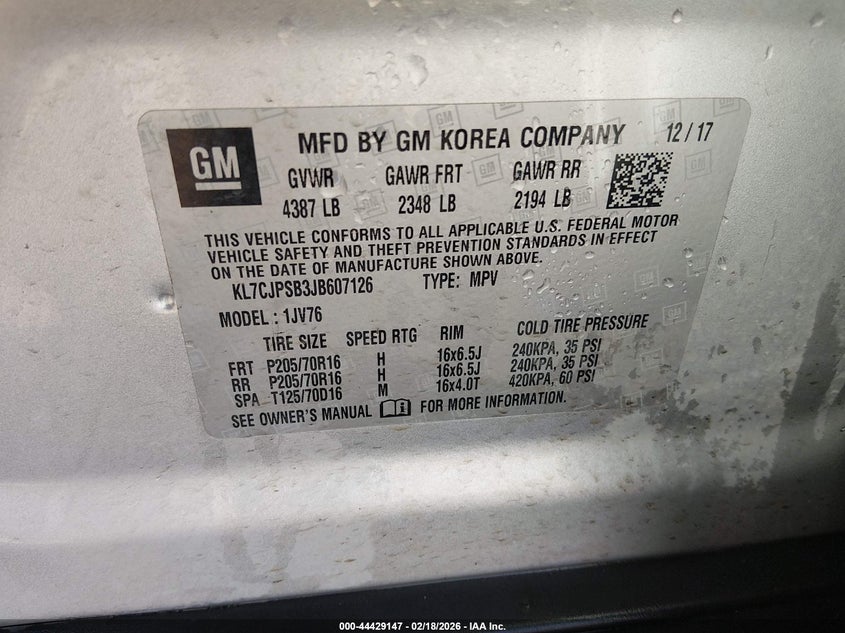 GM
MFD BY GM KOREA COMPANY 12/17
GVWR GAWR FRT GAWR RR
4387 LB 2348 LB 2194 LB
THIS VEHICLE CONFORMS TO ALL APPLICABLE U.S. FEDERAL MOTOR
VEHICLE SAFETY AND THEFT PREVENTION STANDARDS IN EFFECT
ON THE DATE OF MANUFACTURE SHOWN ABOVE.
KL7CJPSB3JB607126 TYPE: MPV
MODEL : 1JV76
TIRE SIZE SPEED RTG RIM COLD TIRE PRESSURE
FRT P205/70R16 H 16x6.5J 240KPA, 35 PSI
RR P205/70R16 H 16x6.5J 240KPA, 35 PSI
SPA T125/70D16 M 16x4.0T 420KPA, 60 PSI
SEE OWNER'S MANUAL FOR MORE INFORMATION.
000-44429147 - 02/18/2026 - IAA Inc.